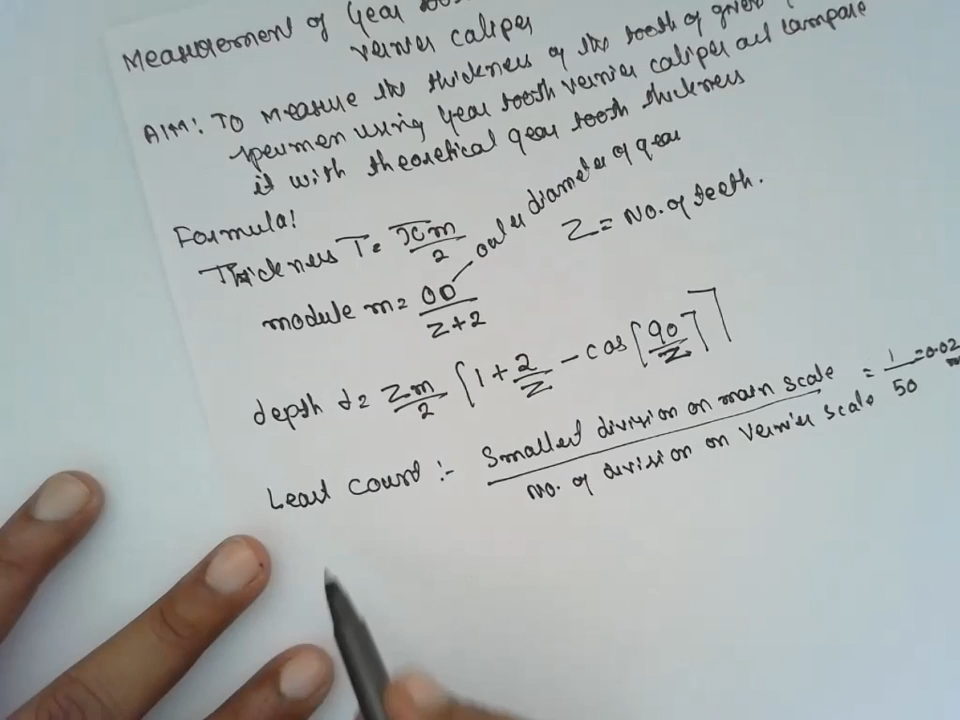 Measurement of Gear
vernier caliper
AIM: To measure the thickness of the tooth of given
specimen using gear tooth vernier caliper and compare
it with theoretical gear tooth thickness
Formula!
Thickness T = πm/2
outer diameter of gear
Z = No. of teeth.
module m = OD/Z+2
depth d = Zm/2 [1 + 2/Z - cos [90/Z]]
Least count :- Smallest division on main scale / No. of division on vernier scale = 1/50 = 0.02